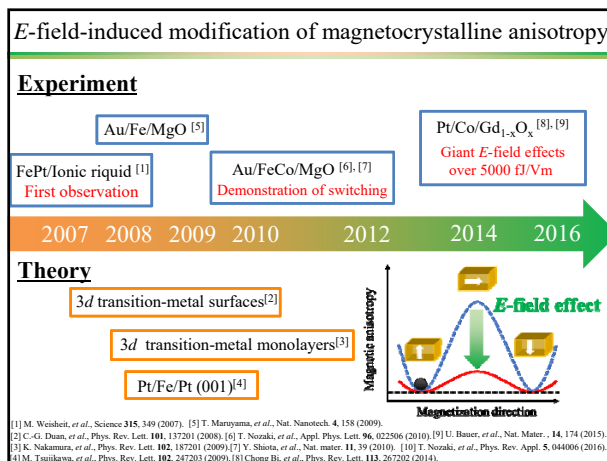 E-field-induced modification of magnetocrystalline anisotropy
Experiment
Au/Fe/MgO [5]
Pt/Co/Gd1-xOx [8], [9]
Giant E-field effects
over 5000 fJ/Vm
FePt/Ionic riquid [1]
First observation
Au/FeCo/MgO [6], [7]
Demonstration of switching
2007 2008 2009 2010 2012 2014 2016
Theory
3d transition-metal surfaces[2]
3d transition-metal monolayers[3]
Pt/Fe/Pt (001)[4]
E-field effect
Magnetic anisotropy
Magnetization direction
[1] M. Weisheit, et al., Science 315, 349 (2007). [5] T. Maruyama, et al., Nat. Nanotech. 4, 158 (2009).
[2] C.-G. Duan, et al., Phys. Rev. Lett. 101, 137201 (2008). [6] T. Nozaki, et al., Appl. Phys. Lett. 96, 022506 (2010). [9] U. Bauer, et al., Nat. Mater. , 14, 174 (2015).
[3] K. Nakamura, et al., Phys. Rev. Lett. 102, 187201 (2009). [7] Y. Shiota, et al., Nat. mater. 11, 39 (2010). [10] T. Nozaki, et al., Phys. Rev. Appl. 5, 044006 (2016).
[4] M. Tsujikawa, et al., Phys. Rev. Lett. 102, 247203 (2009). [8] Chong Bi, et al., Phys. Rev. Lett. 113, 267202 (2014).